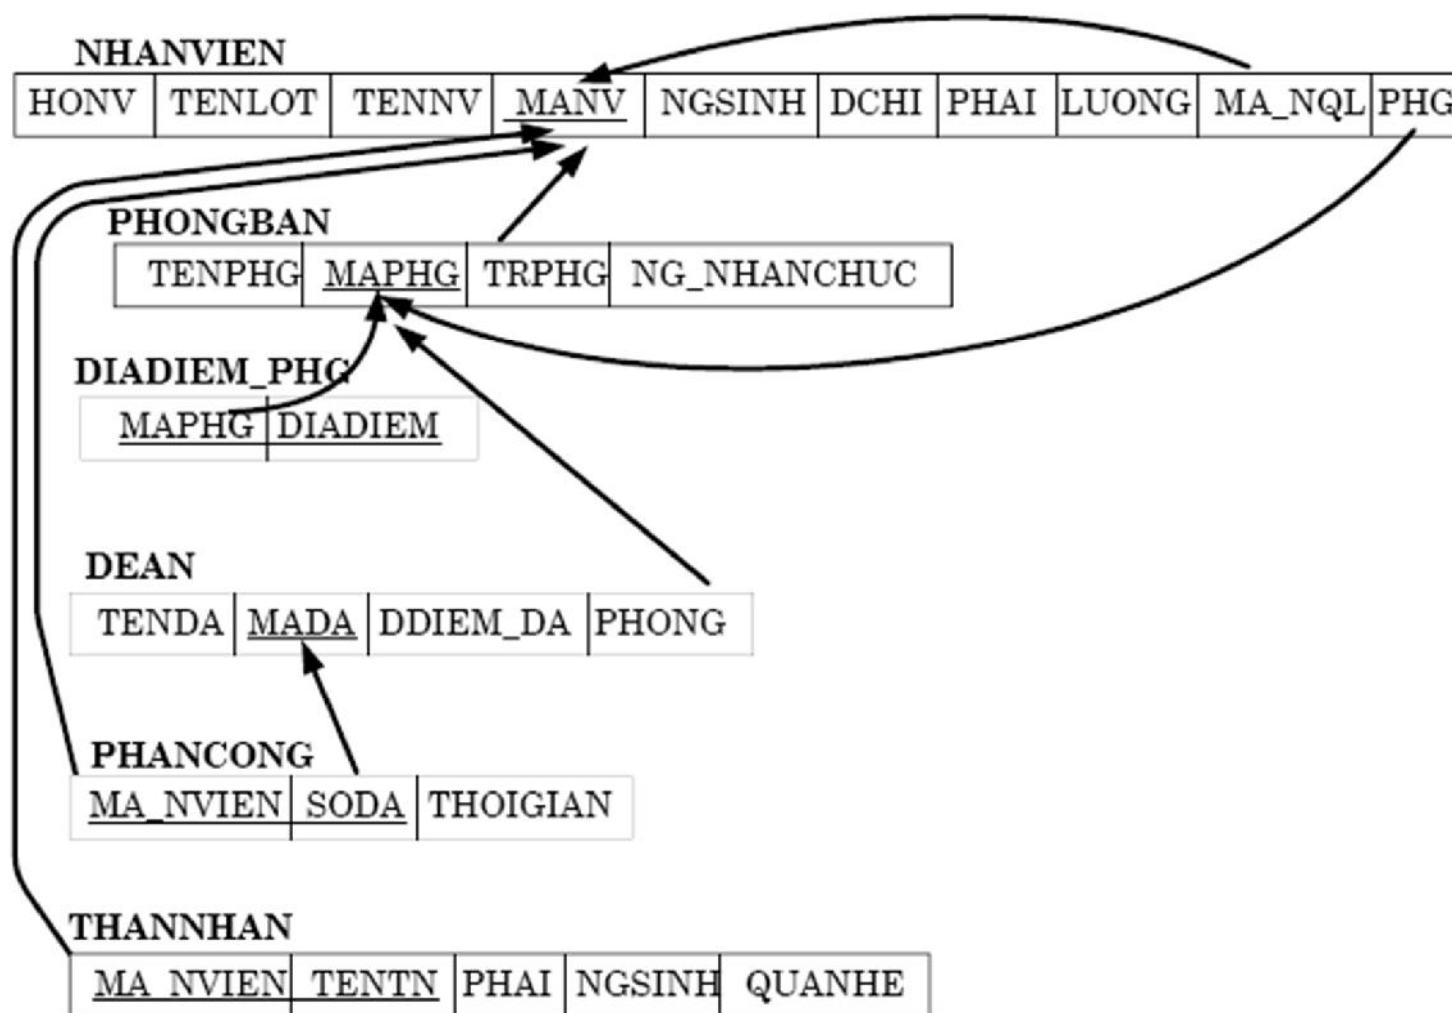 NHANVIEN
HONV TENLOT TENNV MANV NGSINH DCHI PHAI LUONG MA_NQL PHG
PHONGBAN
TENPHG MAPHG TRPHG NG_NHANCHUC
DIADIEM_PHG
MAPHG DIADIEM
DEAN
TENDA MADA DDIEM_DA PHONG
PHANCONG
MA_NVIEN SODA THOIGIAN
THANNHAN
MA_NVIEN TENTN PHAI NGSINH QUANHE